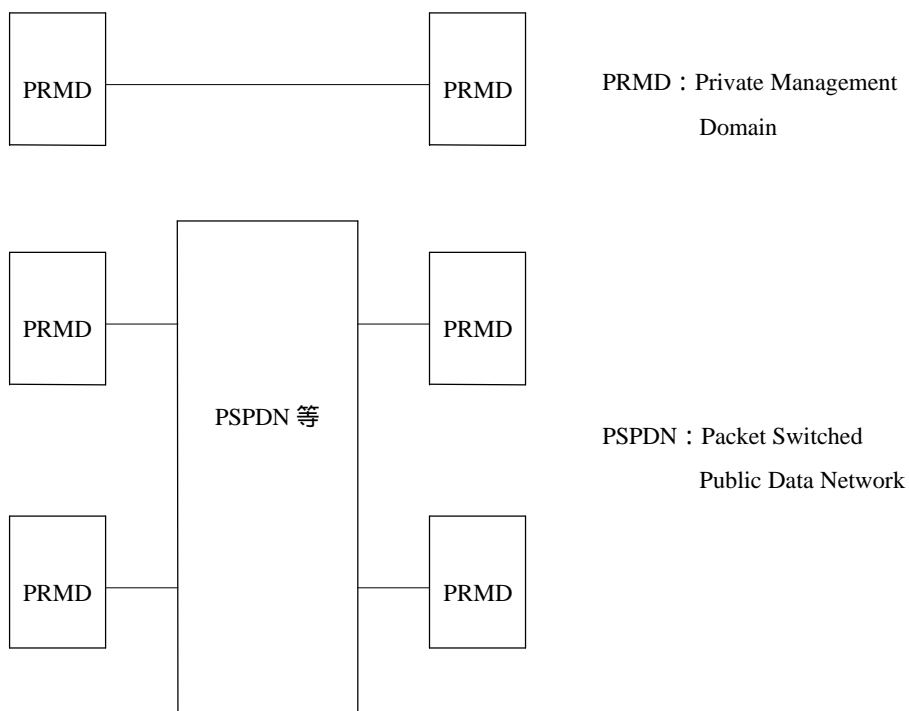 PRMD
PRMD
PRMD：Private Management
Domain
PRMD
PRMD
PSPDN 等
PSPDN：Packet Switched
Public Data Network
PRMD
PRMD